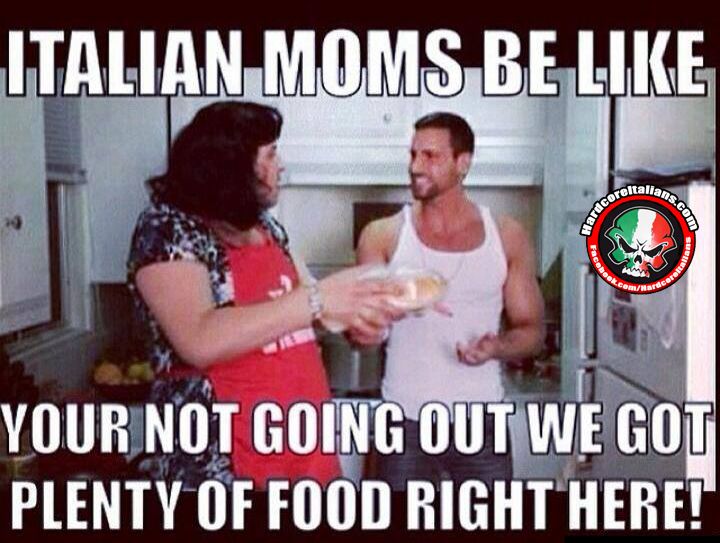 ITALIAN MOMS BE LIKE
HardcoreItalians.com
Facebook.com/HardcoreItalians
YOUR NOT GOING OUT WE GOT
PLENTY OF FOOD RIGHT HERE!